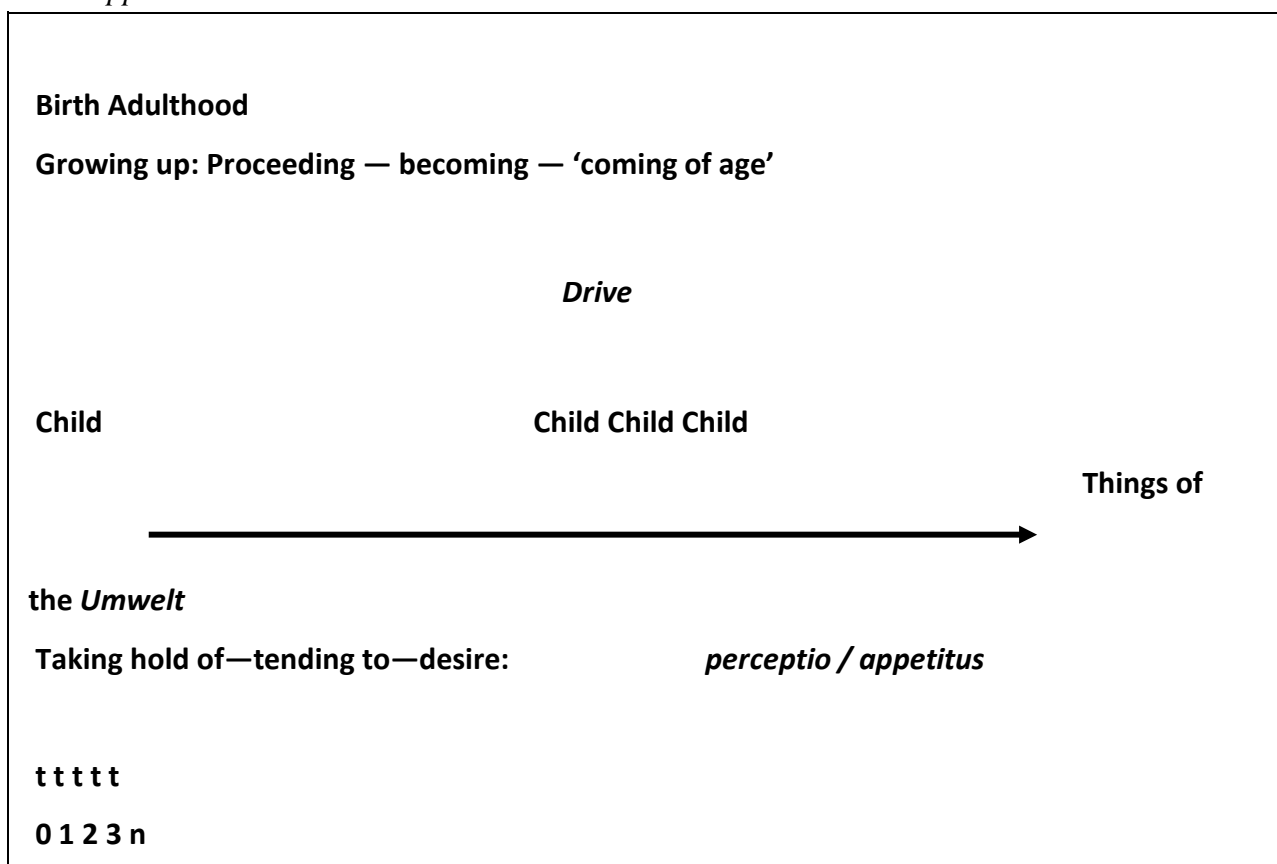 Birth Adulthood
Growing up: Proceeding — becoming — ‘coming of age’
Drive
Child Child Child Child
Things of
the Umwelt
Taking hold of—tending to—desire: perceptio / appetitus
t t t t t
0 1 2 3 n